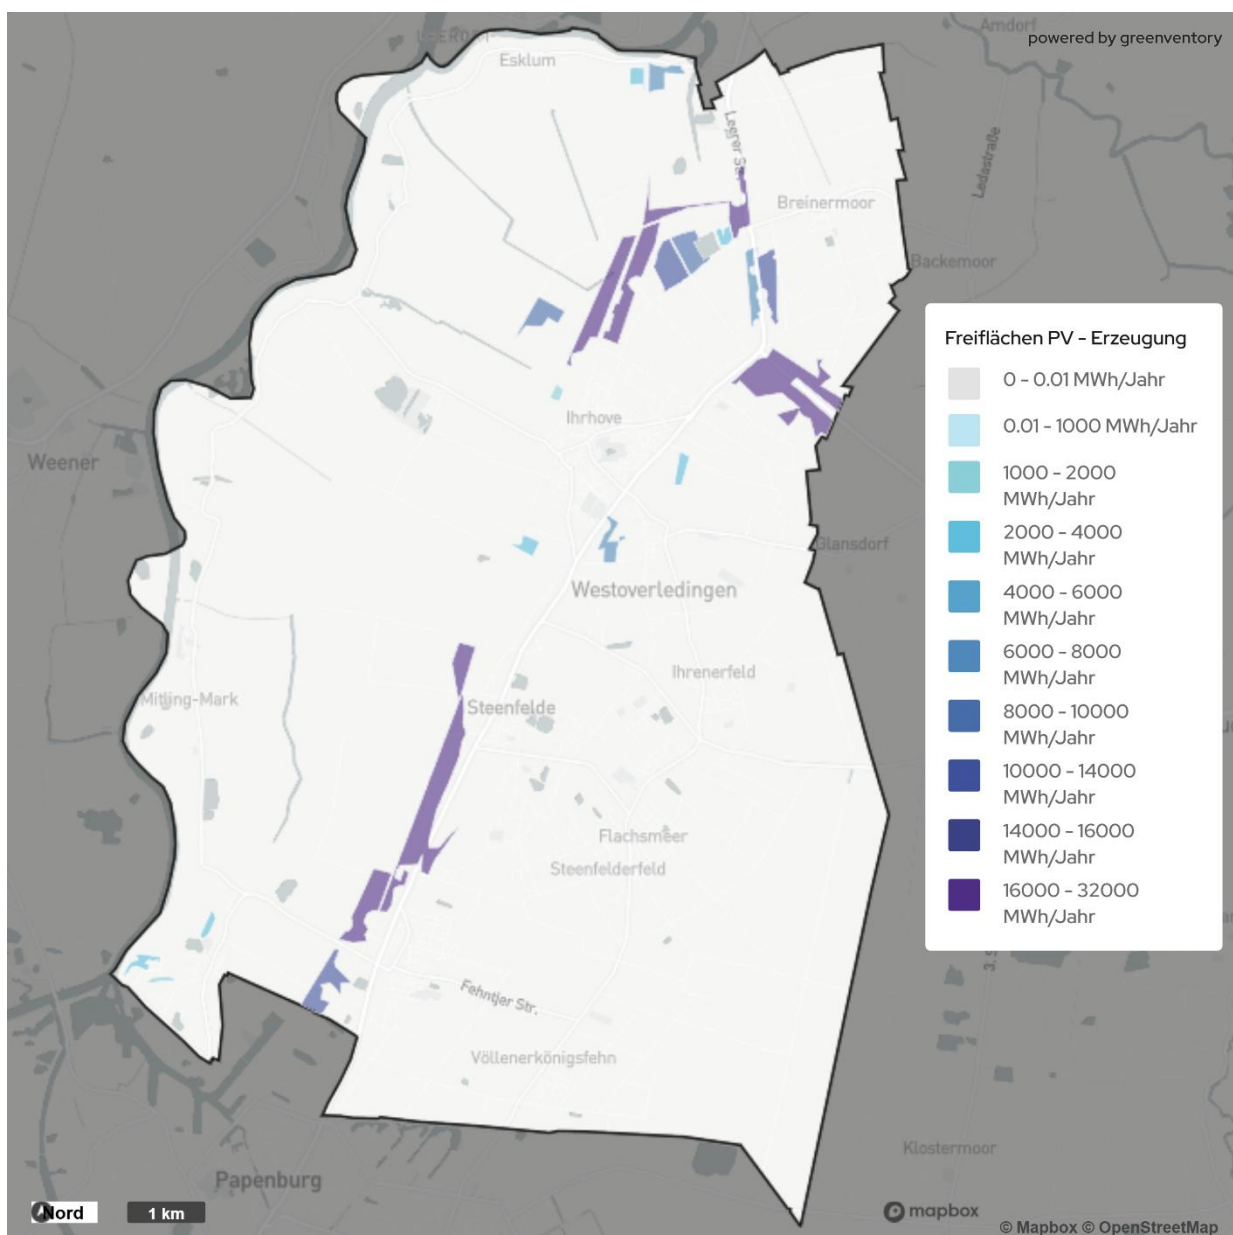 Amdorf
powered by greenventory
Esklum
Leerer St.
Ledastraße
Breinermoor
Backemoor
Freiflächen PV - Erzeugung
0 - 0.01 MWh/Jahr
0.01 - 1000 MWh/Jahr
1000 - 2000
MWh/Jahr
2000 - 4000
MWh/Jahr
4000 - 6000
MWh/Jahr
6000 - 8000
MWh/Jahr
8000 - 10000
MWh/Jahr
10000 - 14000
MWh/Jahr
14000 - 16000
MWh/Jahr
16000 - 32000
MWh/Jahr
Ihrhove
Weener
Glansdorf
Westoverledingen
Ihrenerfeld
Mitling-Mark
Steenfelde
Flachsmeer
Steenfelderfeld
Fehntjer Str.
Völlenerkönigsfehn
Klostermoor
Papenburg
Nord
1 km
mapbox
© Mapbox © OpenStreetMap